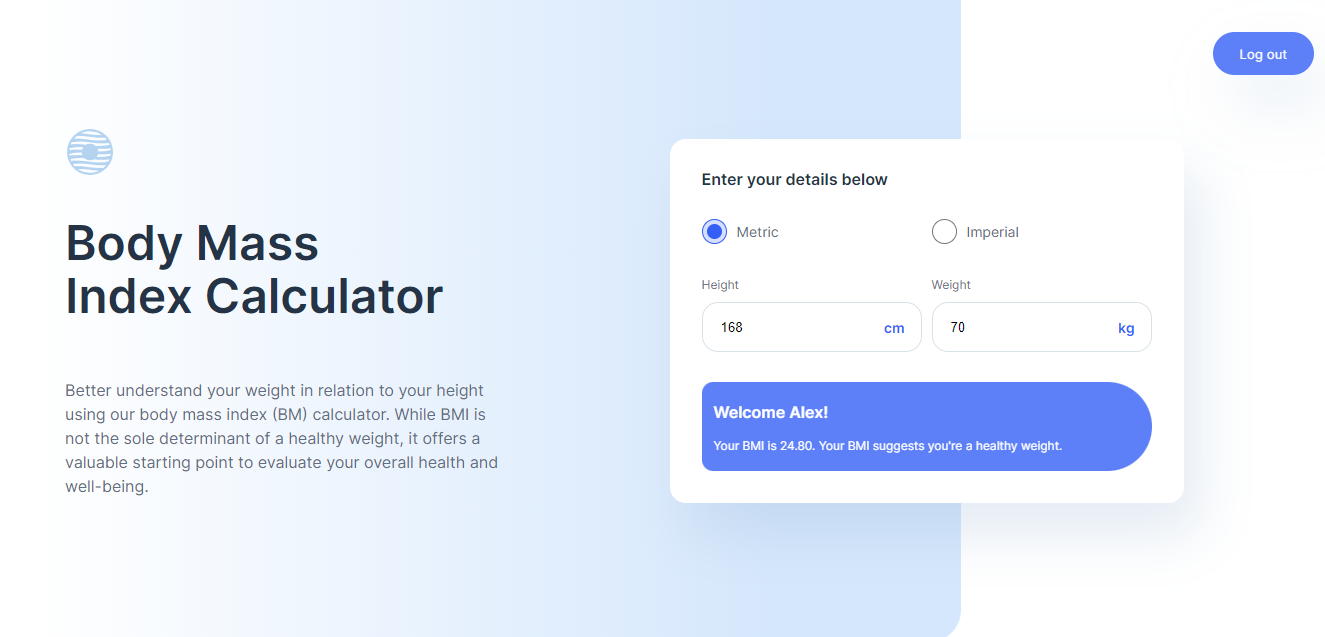 Log out
Body Mass
Index Calculator
Better understand your weight in relation to your height
using our body mass index (BM) calculator. While BMI is
not the sole determinant of a healthy weight, it offers a
valuable starting point to evaluate your overall health and
well-being.
Enter your details below
Metric Imperial
Height Weight
168 cm 70 kg
Welcome Alex!
Your BMI is 24.80. Your BMI suggests you're a healthy weight.